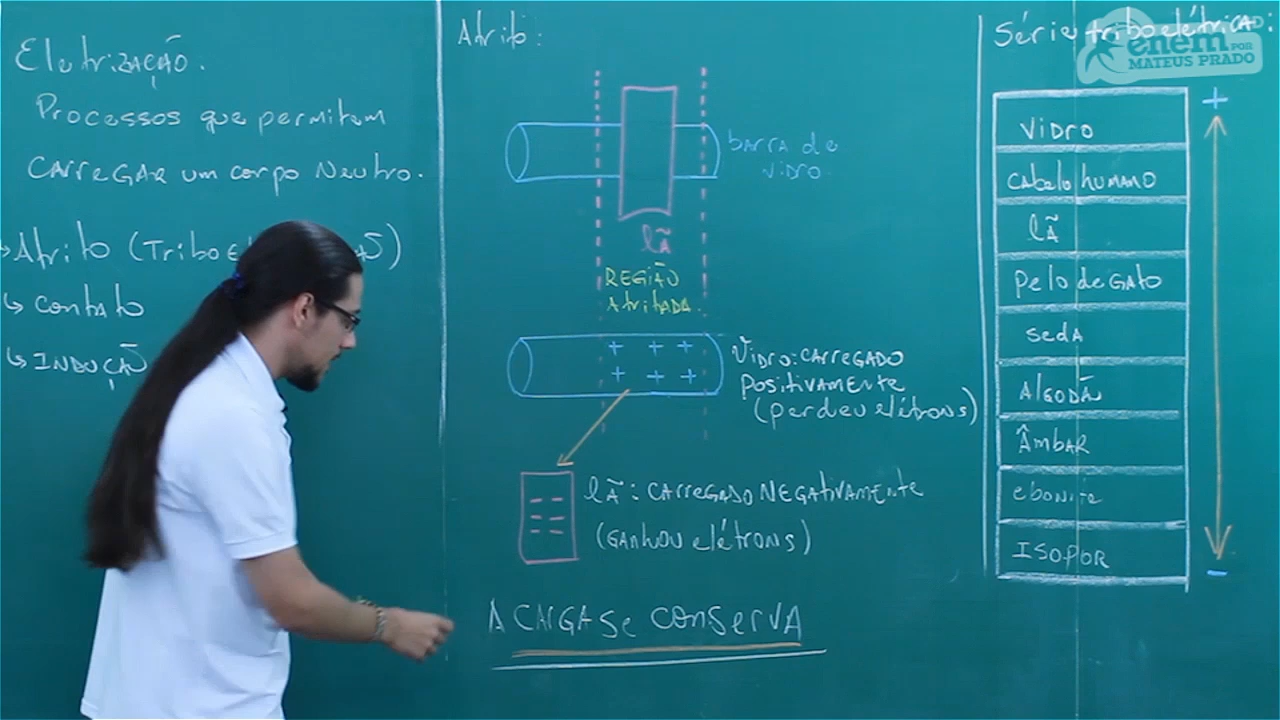 Eletrização.
Processos que permitem
carregar um corpo neutro.
Atrito
↳ contato
↳ Indução
Atrito:
barra de
vidro.
lã
Região
Atritada.
+ + +
+ + +
Vidro: carregado
positivamente
(perdeu elétrons)
lã: carregado negativamente
(ganhou elétrons)
A carga se conserva
Série triboelétrica:
+
vidro
cabelo humano
lã
pelo de gato
seda
Algodão
Âmbar
ebonite
Isopor
-
enem POR
MATEUS PRADO